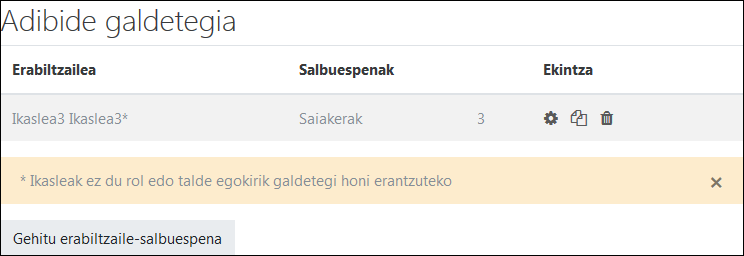 Adibide galdetegia
Erabiltzailea Salbuespenak Ekintza
Ikaslea3 Ikaslea3* Saiakerak 3
* Ikasleak ez du rol edo talde egokirik galdetegi honi erantzuteko ×
Gehitu erabiltzaile-salbuespena